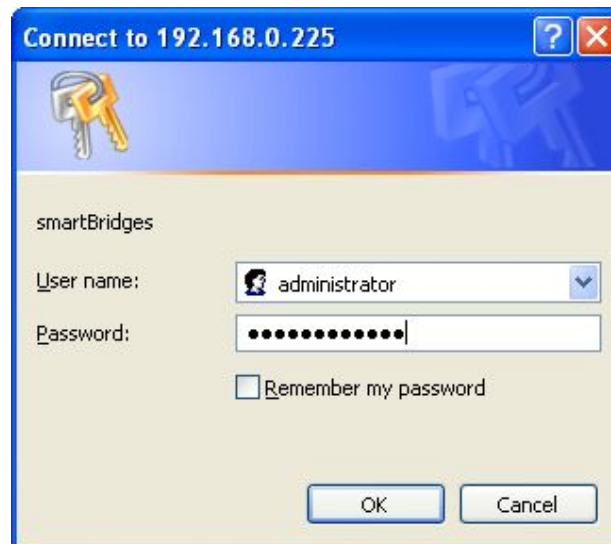 Connect to 192.168.0.225
smartBridges
User name: administrator
Password: ●●●●●●●●●●●●
Remember my password
OK Cancel